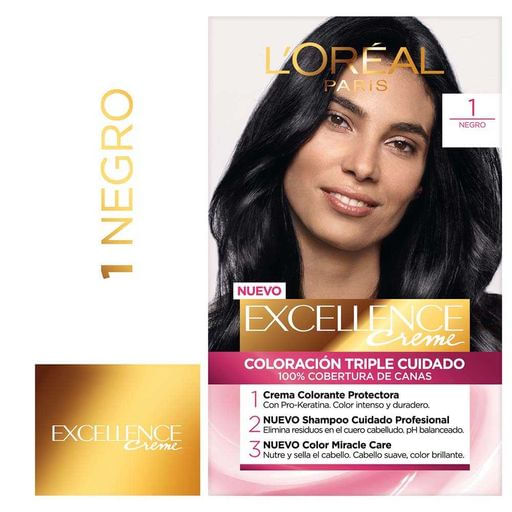 1 NEGRO
EXCELLENCE
Creme
L'ORÉAL
PARIS
1
NEGRO
NUEVO
EXCELLENCE
Creme
COLORACIÓN TRIPLE CUIDADO
100% COBERTURA DE CANAS
1 Crema Colorante Protectora
Con Pro-Keratina. Color intenso y duradero.
2 NUEVO Shampoo Cuidado Profesional
Elimina residuos en el cuero cabelludo. pH balanceado.
3 NUEVO Color Miracle Care
Nutre y sella el cabello. Cabello suave, color brillante.